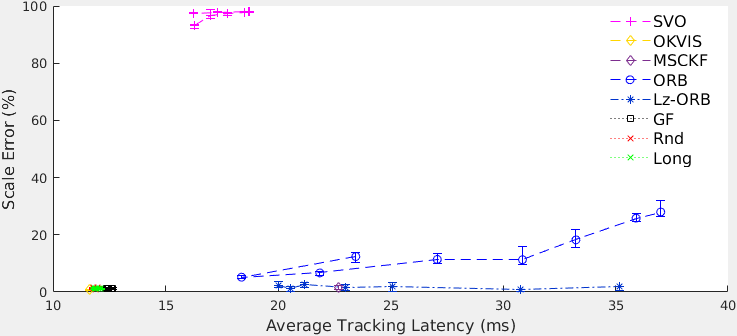 100
80
60
40
20
0
Scale Error (%)
10 15 20 25 30 35 40
Average Tracking Latency (ms)
SVO
OKVIS
MSCKF
ORB
Lz-ORB
GF
Rnd
Long